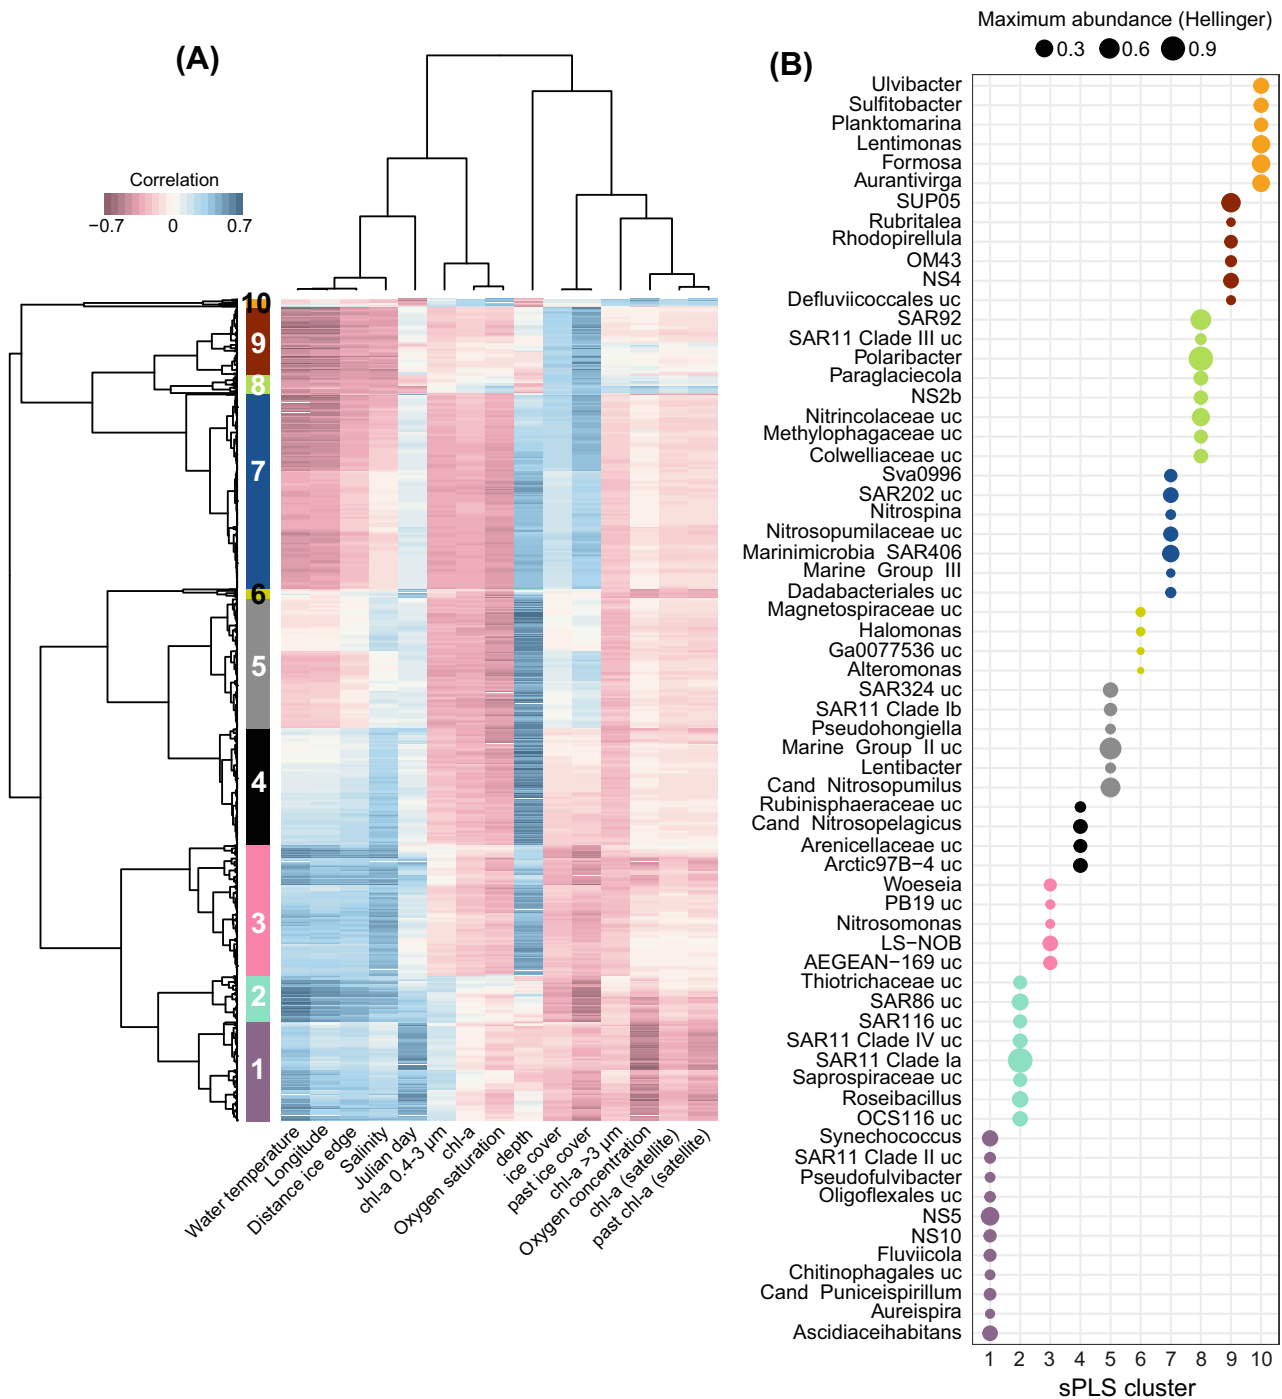 (A)
Correlation
−0.7 0 0.7
10
9
8
7
6
5
4
3
2
1
Water temperature
Longitude
Distance ice edge
Salinity
Julian day
chl-a 0.4-3 µm
chl-a
Oxygen saturation
depth
ice cover
past ice cover
chl-a >3 µm
Oxygen concentration
chl-a (satellite)
past chl-a (satellite)
(B)
Maximum abundance (Hellinger)
0.3 0.6 0.9
Ulvibacter
Sulfitobacter
Planktomarina
Lentimonas
Formosa
Aurantivirga
SUP05
Rubritalea
Rhodopirellula
OM43
NS4
Defluviicoccales uc
SAR92
SAR11 Clade III uc
Polaribacter
Paraglaciecola
NS2b
Nitrincolaceae uc
Methylophagaceae uc
Colwelliaceae uc
Sva0996
SAR202 uc
Nitrospina
Nitrosopumilaceae uc
Marinimicrobia SAR406
Marine Group III
Dadabacteriales uc
Magnetospiraceae uc
Halomonas
Ga0077536 uc
Alteromonas
SAR324 uc
SAR11 Clade Ib
Pseudohongiella
Marine Group II uc
Lentibacter
Cand Nitrosopumilus
Rubinisphaeraceae uc
Cand Nitrosopelagicus
Arenicellaceae uc
Arctic97B−4 uc
Woeseia
PB19 uc
Nitrosomonas
LS−NOB
AEGEAN−169 uc
Thiotrichaceae uc
SAR86 uc
SAR116 uc
SAR11 Clade IV uc
SAR11 Clade Ia
Saprospiraceae uc
Roseibacillus
OCS116 uc
Synechococcus
SAR11 Clade II uc
Pseudofulvibacter
Oligoflexales uc
NS5
NS10
Fluviicola
Chitinophagales uc
Cand Puniceispirillum
Aureispira
Ascidiaceihabitans
1 2 3 4 5 6 7 8 9 10
sPLS cluster